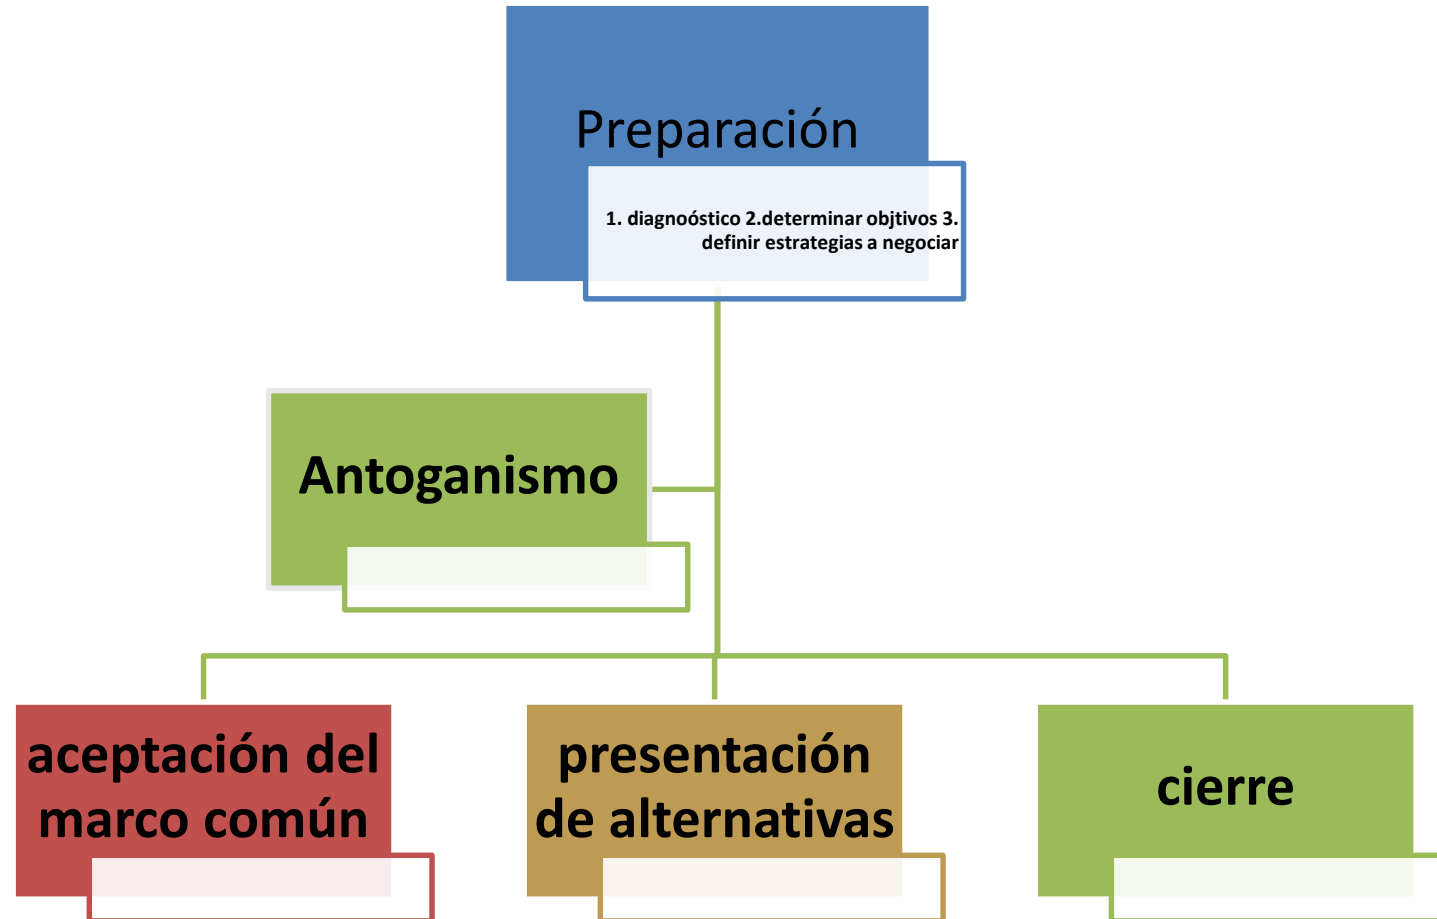 Preparación
1. diagnoóstico 2.determinar objtivos 3.
definir estrategias a negociar
Antoganismo
aceptación del
marco común
presentación
de alternativas
cierre